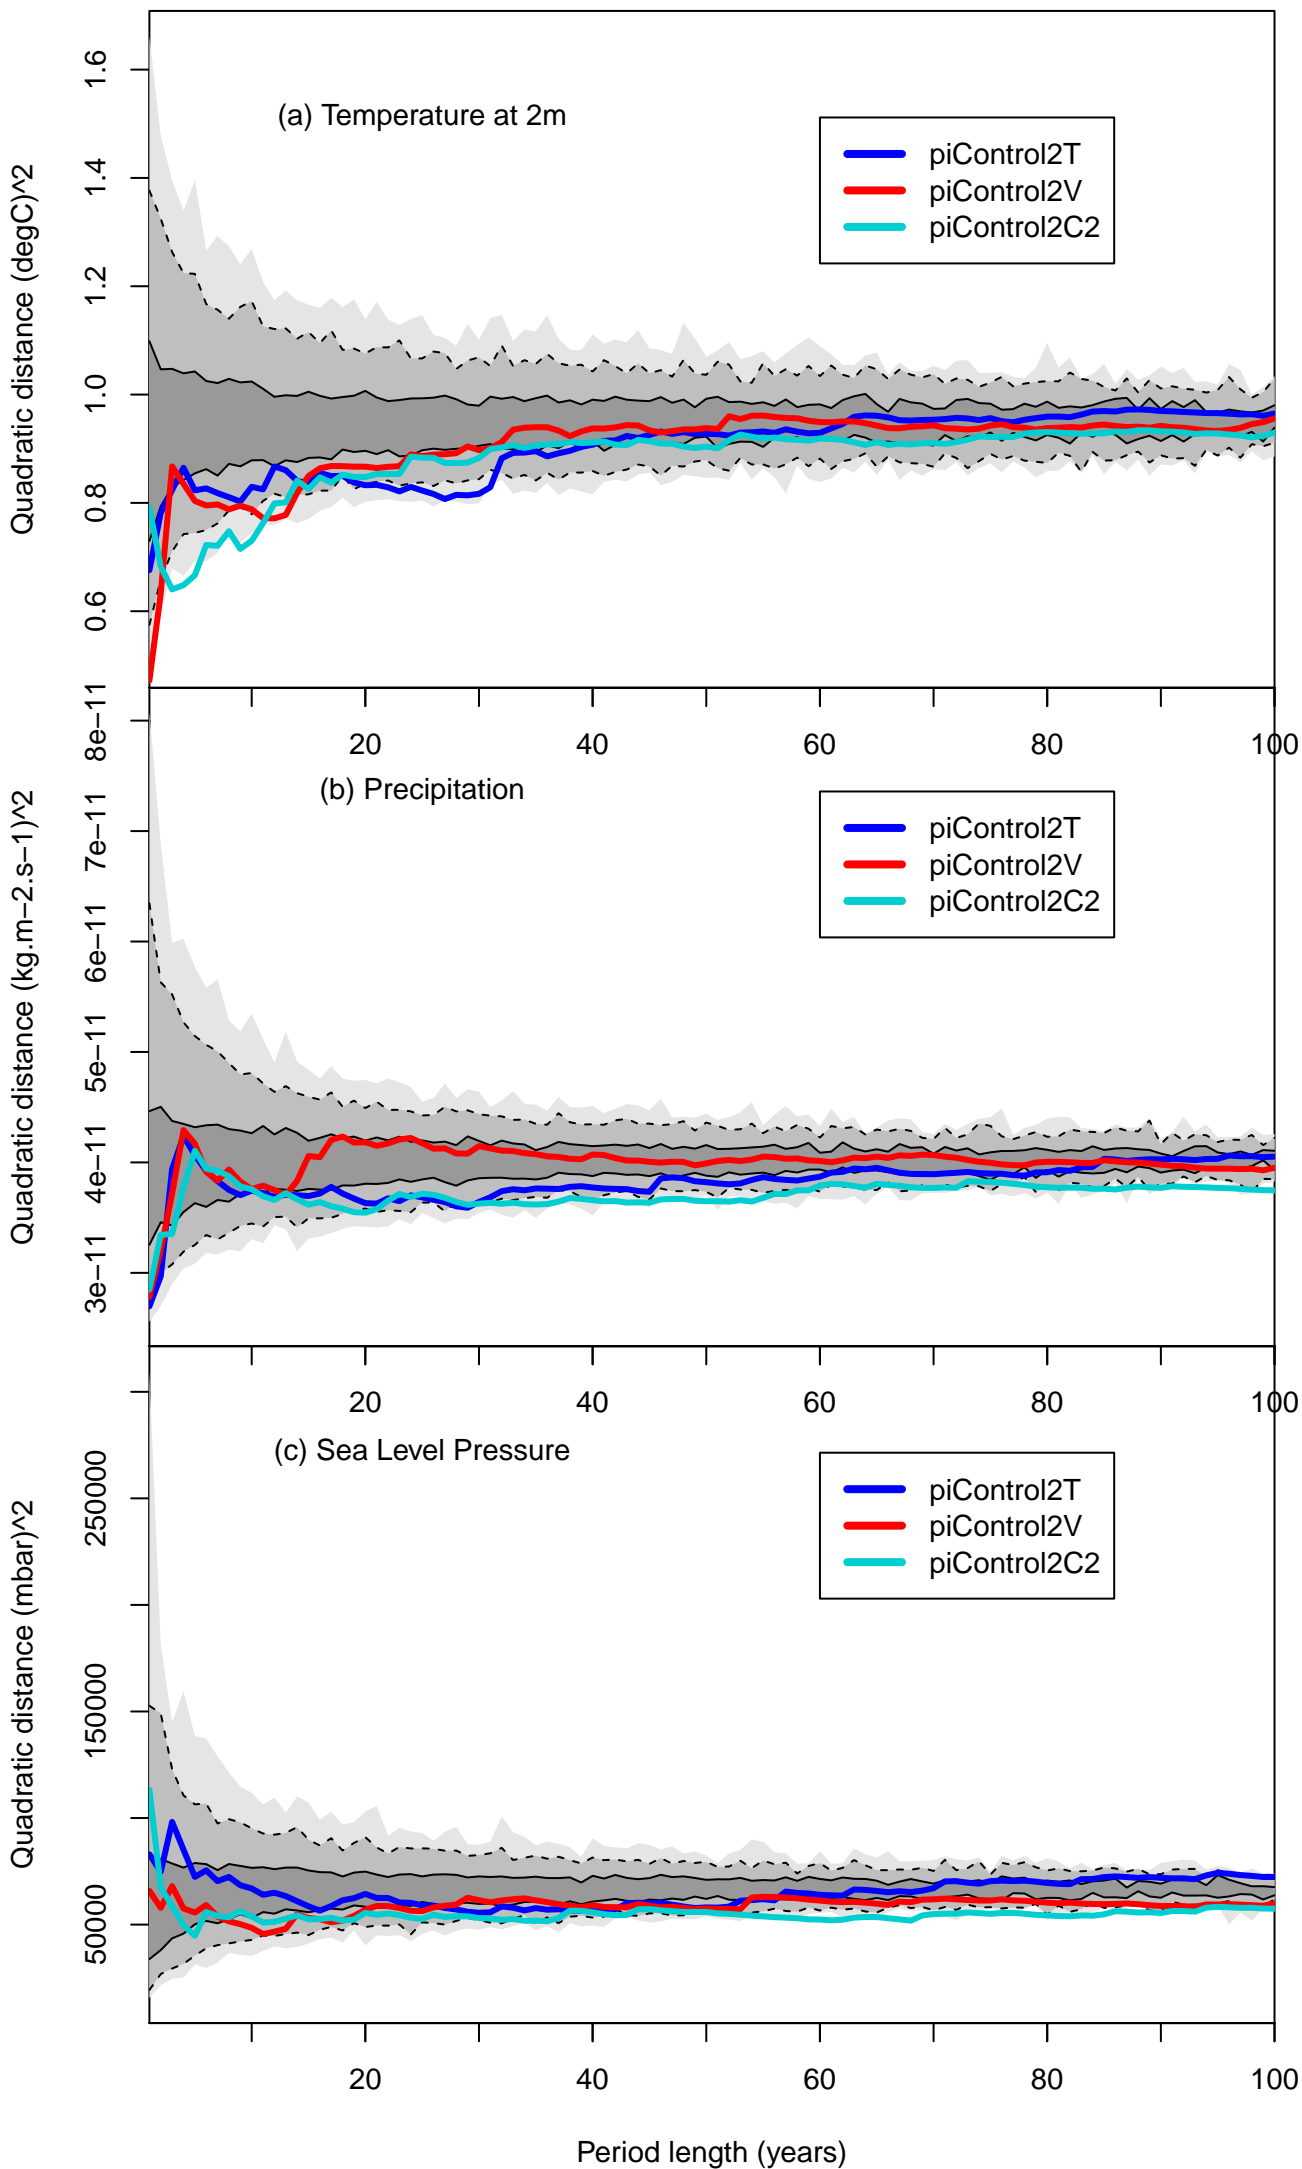 (a) Temperature at 2m
piControl2T
piControl2V
piControl2C2
Quadratic distance (degC)^2
1.6
1.4
1.2
1.0
0.8
0.6
20 40 60 80 100
(b) Precipitation
piControl2T
piControl2V
piControl2C2
Quadratic distance (kg.m−2.s−1)^2
8e−11
7e−11
6e−11
5e−11
4e−11
3e−11
20 40 60 80 100
(c) Sea Level Pressure
piControl2T
piControl2V
piControl2C2
Quadratic distance (mbar)^2
250000
150000
50000
20 40 60 80 100
Period length (years)